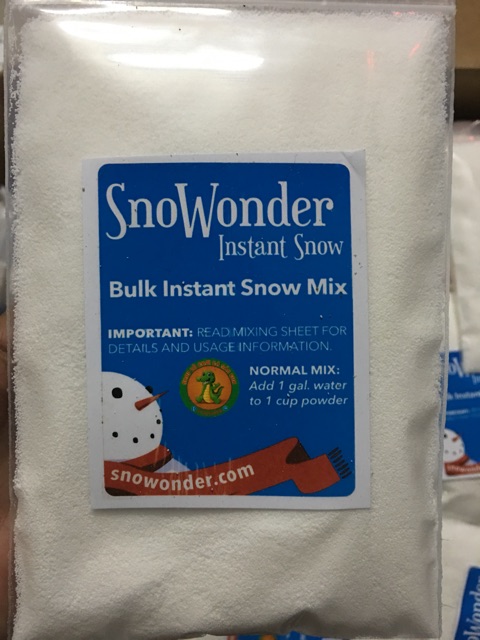 SnoWonder
Instant Snow
Bulk Instant Snow Mix
IMPORTANT: READ MIXING SHEET FOR
DETAILS AND USAGE INFORMATION.
NORMAL MIX:
Add 1 gal. water
to 1 cup powder
snowonder.com